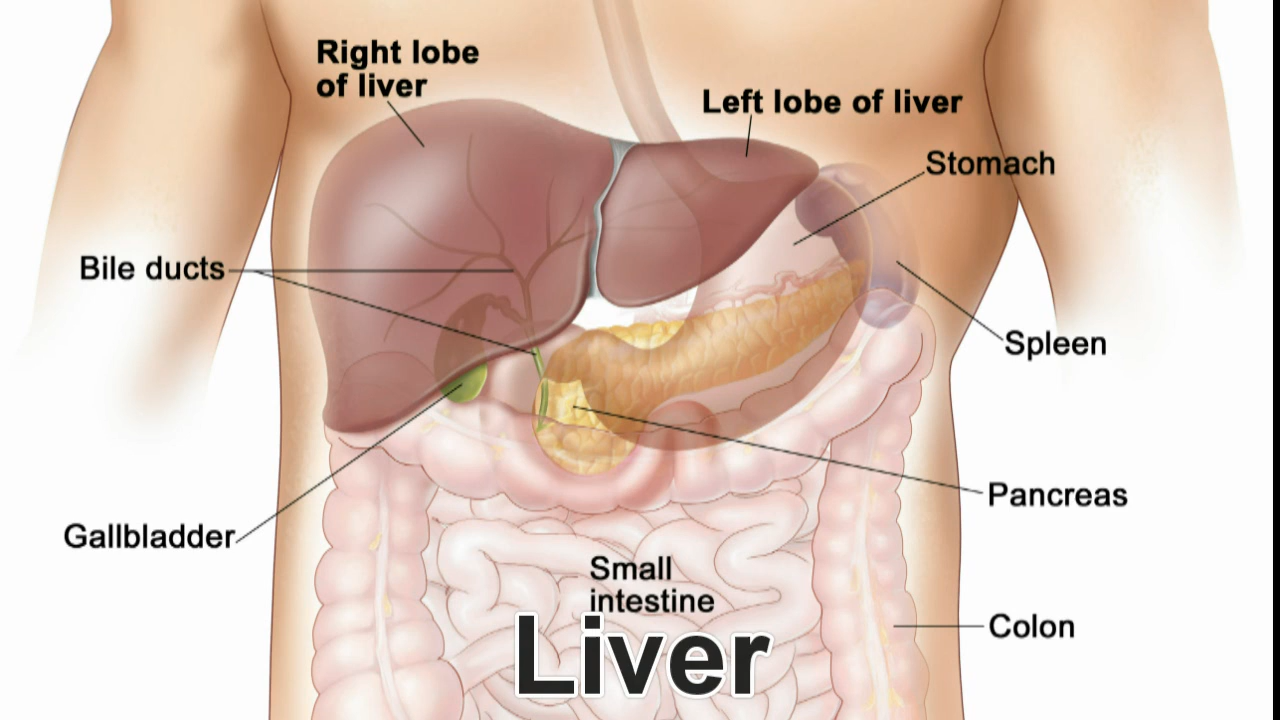 Right lobe
of liver
Left lobe of liver
Stomach
Bile ducts
Spleen
Pancreas
Gallbladder
Small
intestine
Colon
Liver